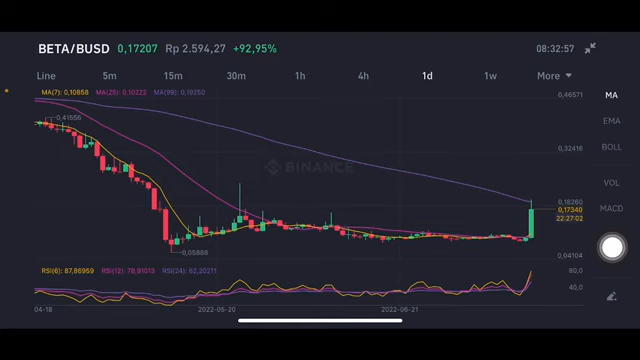 BETA/BUSD 0,17207 Rp 2.594,27 +92,95% 08:32:57
Line 5m 15m 30m 1h 4h 1d 1w More
MA(7): 0,10858 MA(25): 0,10222 MA(99): 0,19250
0,46571
MA
0,41556
EMA
0,32416
BOLL
BINANCE
VOL
0,18260
0,17340
22:27:02
MACD
0,05888
0,04104
RSI(6): 87,86959 RSI(12): 78,91013 RSI(24): 62,20211
80,0
40,0
04-18 2022-05-20 2022-06-21